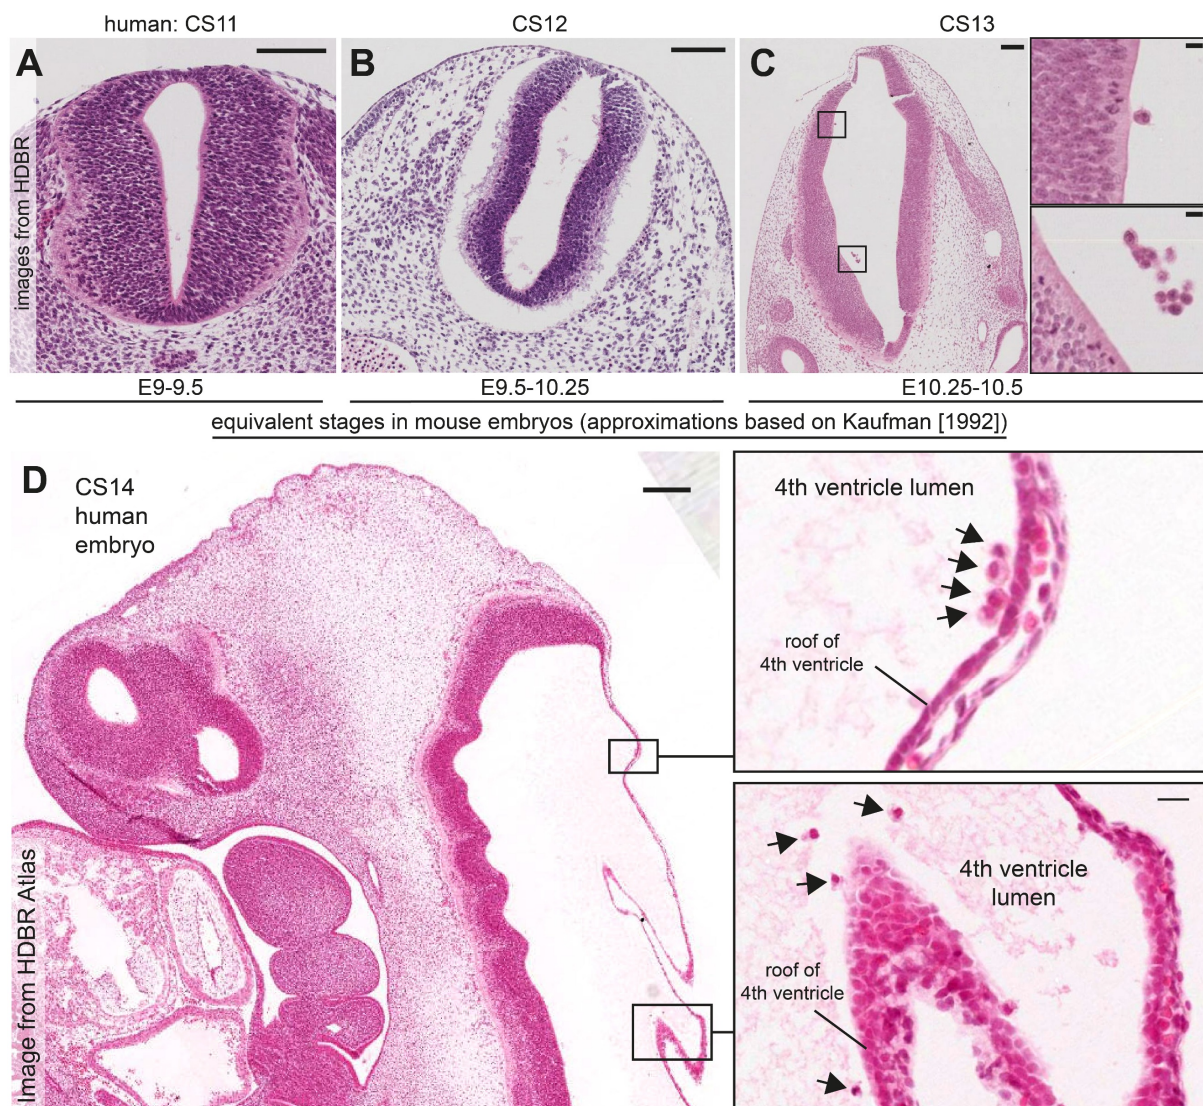 human: CS11
CS12
CS13
A
B
C
images from HDBR
E9-9.5
E9.5-10.25
E10.25-10.5
equivalent stages in mouse embryos (approximations based on Kaufman [1992])
D
CS14
human
embryo
4th ventricle lumen
roof of
4th ventricle
4th ventricle
lumen
roof of
4th ventricle
Image from HDBR Atlas